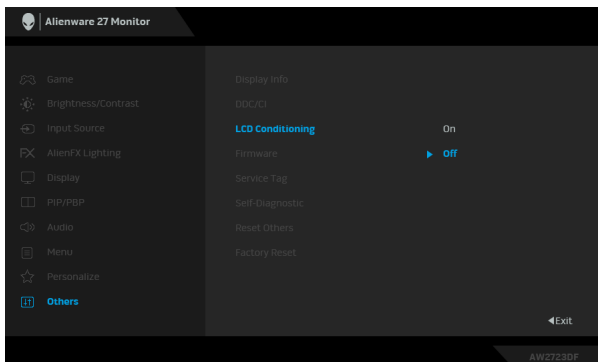 Alienware 27 Monitor
Game
Brightness/Contrast
Input Source
AlienFX Lighting
Display
PIP/PBP
Audio
Menu
Personalize
Others
Display Info
DDC/CI
LCD Conditioning On
Firmware Off
Service Tag
Self-Diagnostic
Reset Others
Factory Reset
Exit
AW2723DF